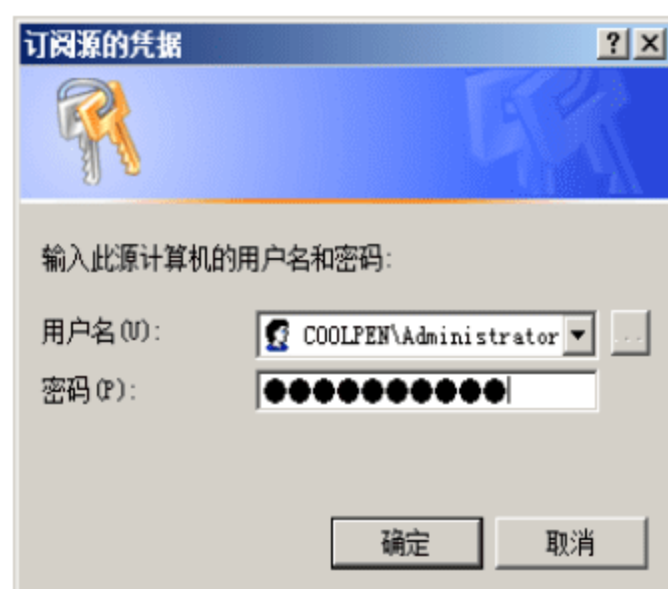 订阅源的凭据
输入此源计算机的用户名和密码:
用户名(U): COOLPEN\Administrator ...
密码(P): ●●●●●●●●●●
确定 取消